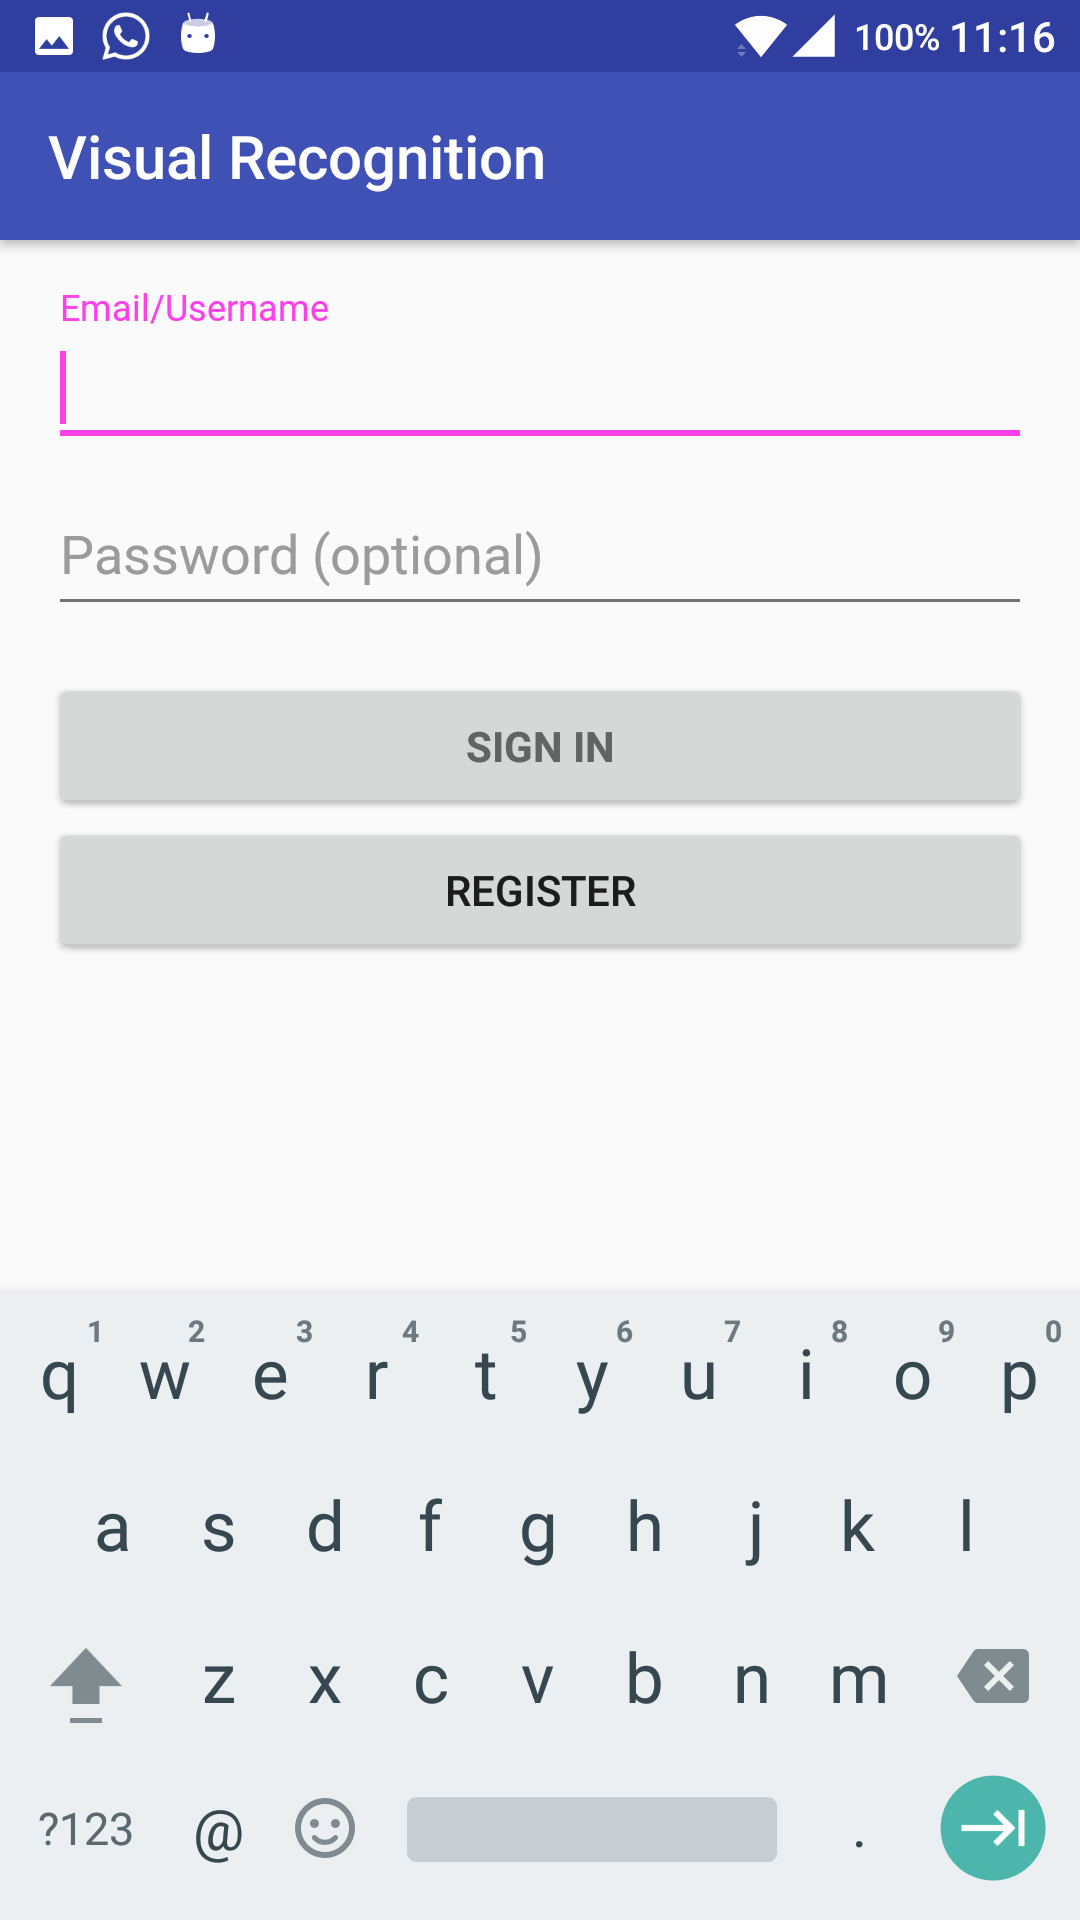 100% 11:16
Visual Recognition
Email/Username
Password (optional)
SIGN IN
REGISTER
1 2 3 4 5 6 7 8 9 0
q w e r t y u i o p
a s d f g h j k l
z x c v b n m
?123 @ .